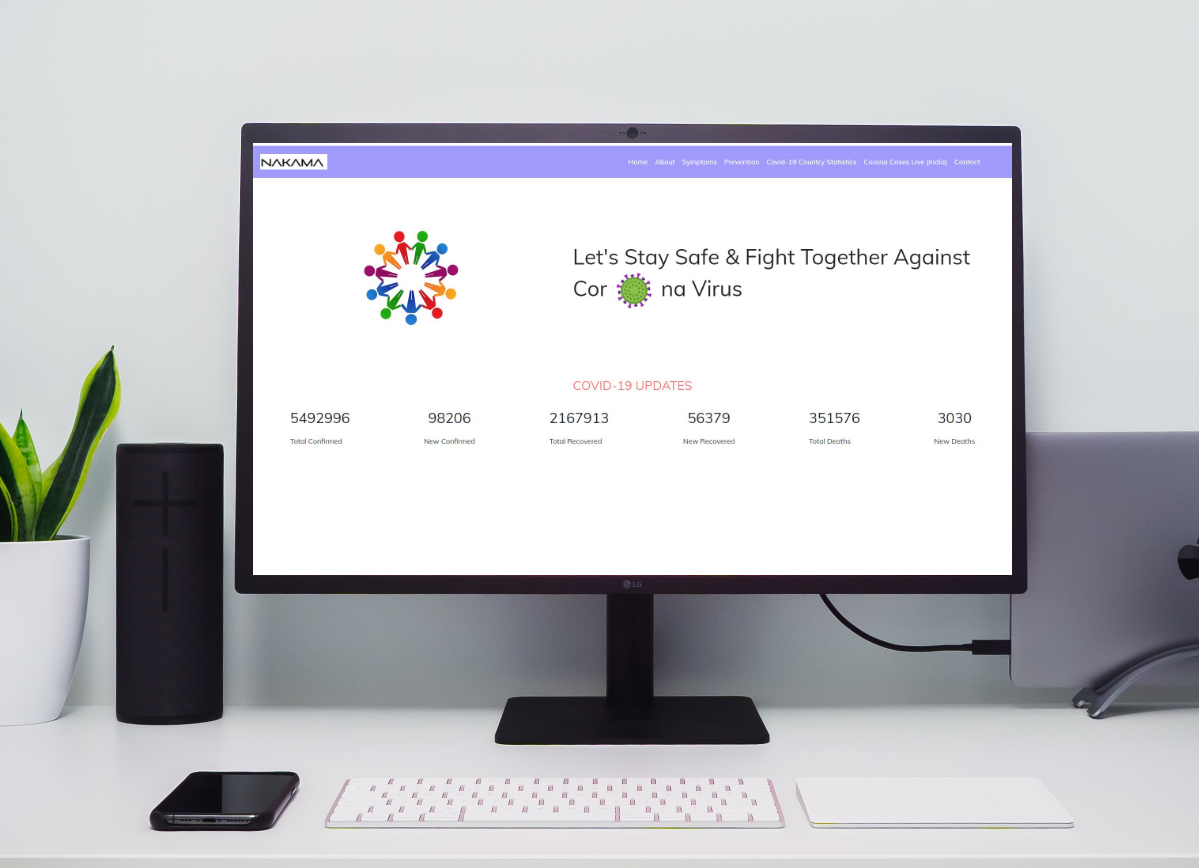 NAKAMA
Home About Symptoms Prevention Covid-19 Country Statistics Corona Cases Live (India) Contact
Let's Stay Safe & Fight Together Against
Cor na Virus
COVID-19 UPDATES
5492996 98206 2167913 56379 351576 3030
Total Confirmed New Confirmed Total Recovered New Recovered Total Deaths New Deaths
LG